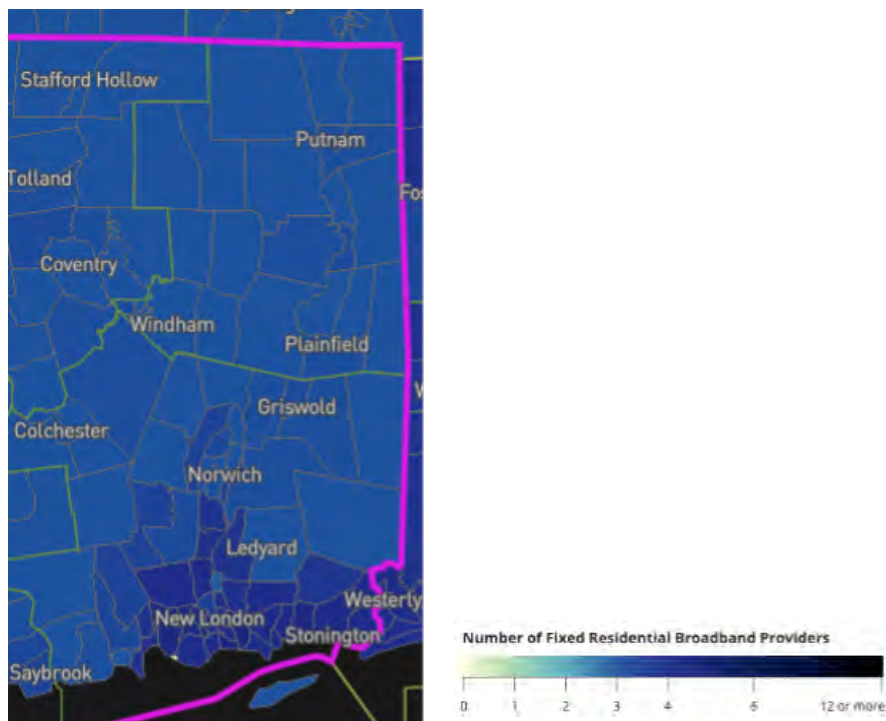 Stafford Hollow
Putnam
Tolland
Coventry
Windham
Plainfield
Griswold
Colchester
Norwich
Ledyard
Westerly
New London
Stonington
Saybrook
Number of Fixed Residential Broadband Providers
0 1 2 3 4 6 12 or more